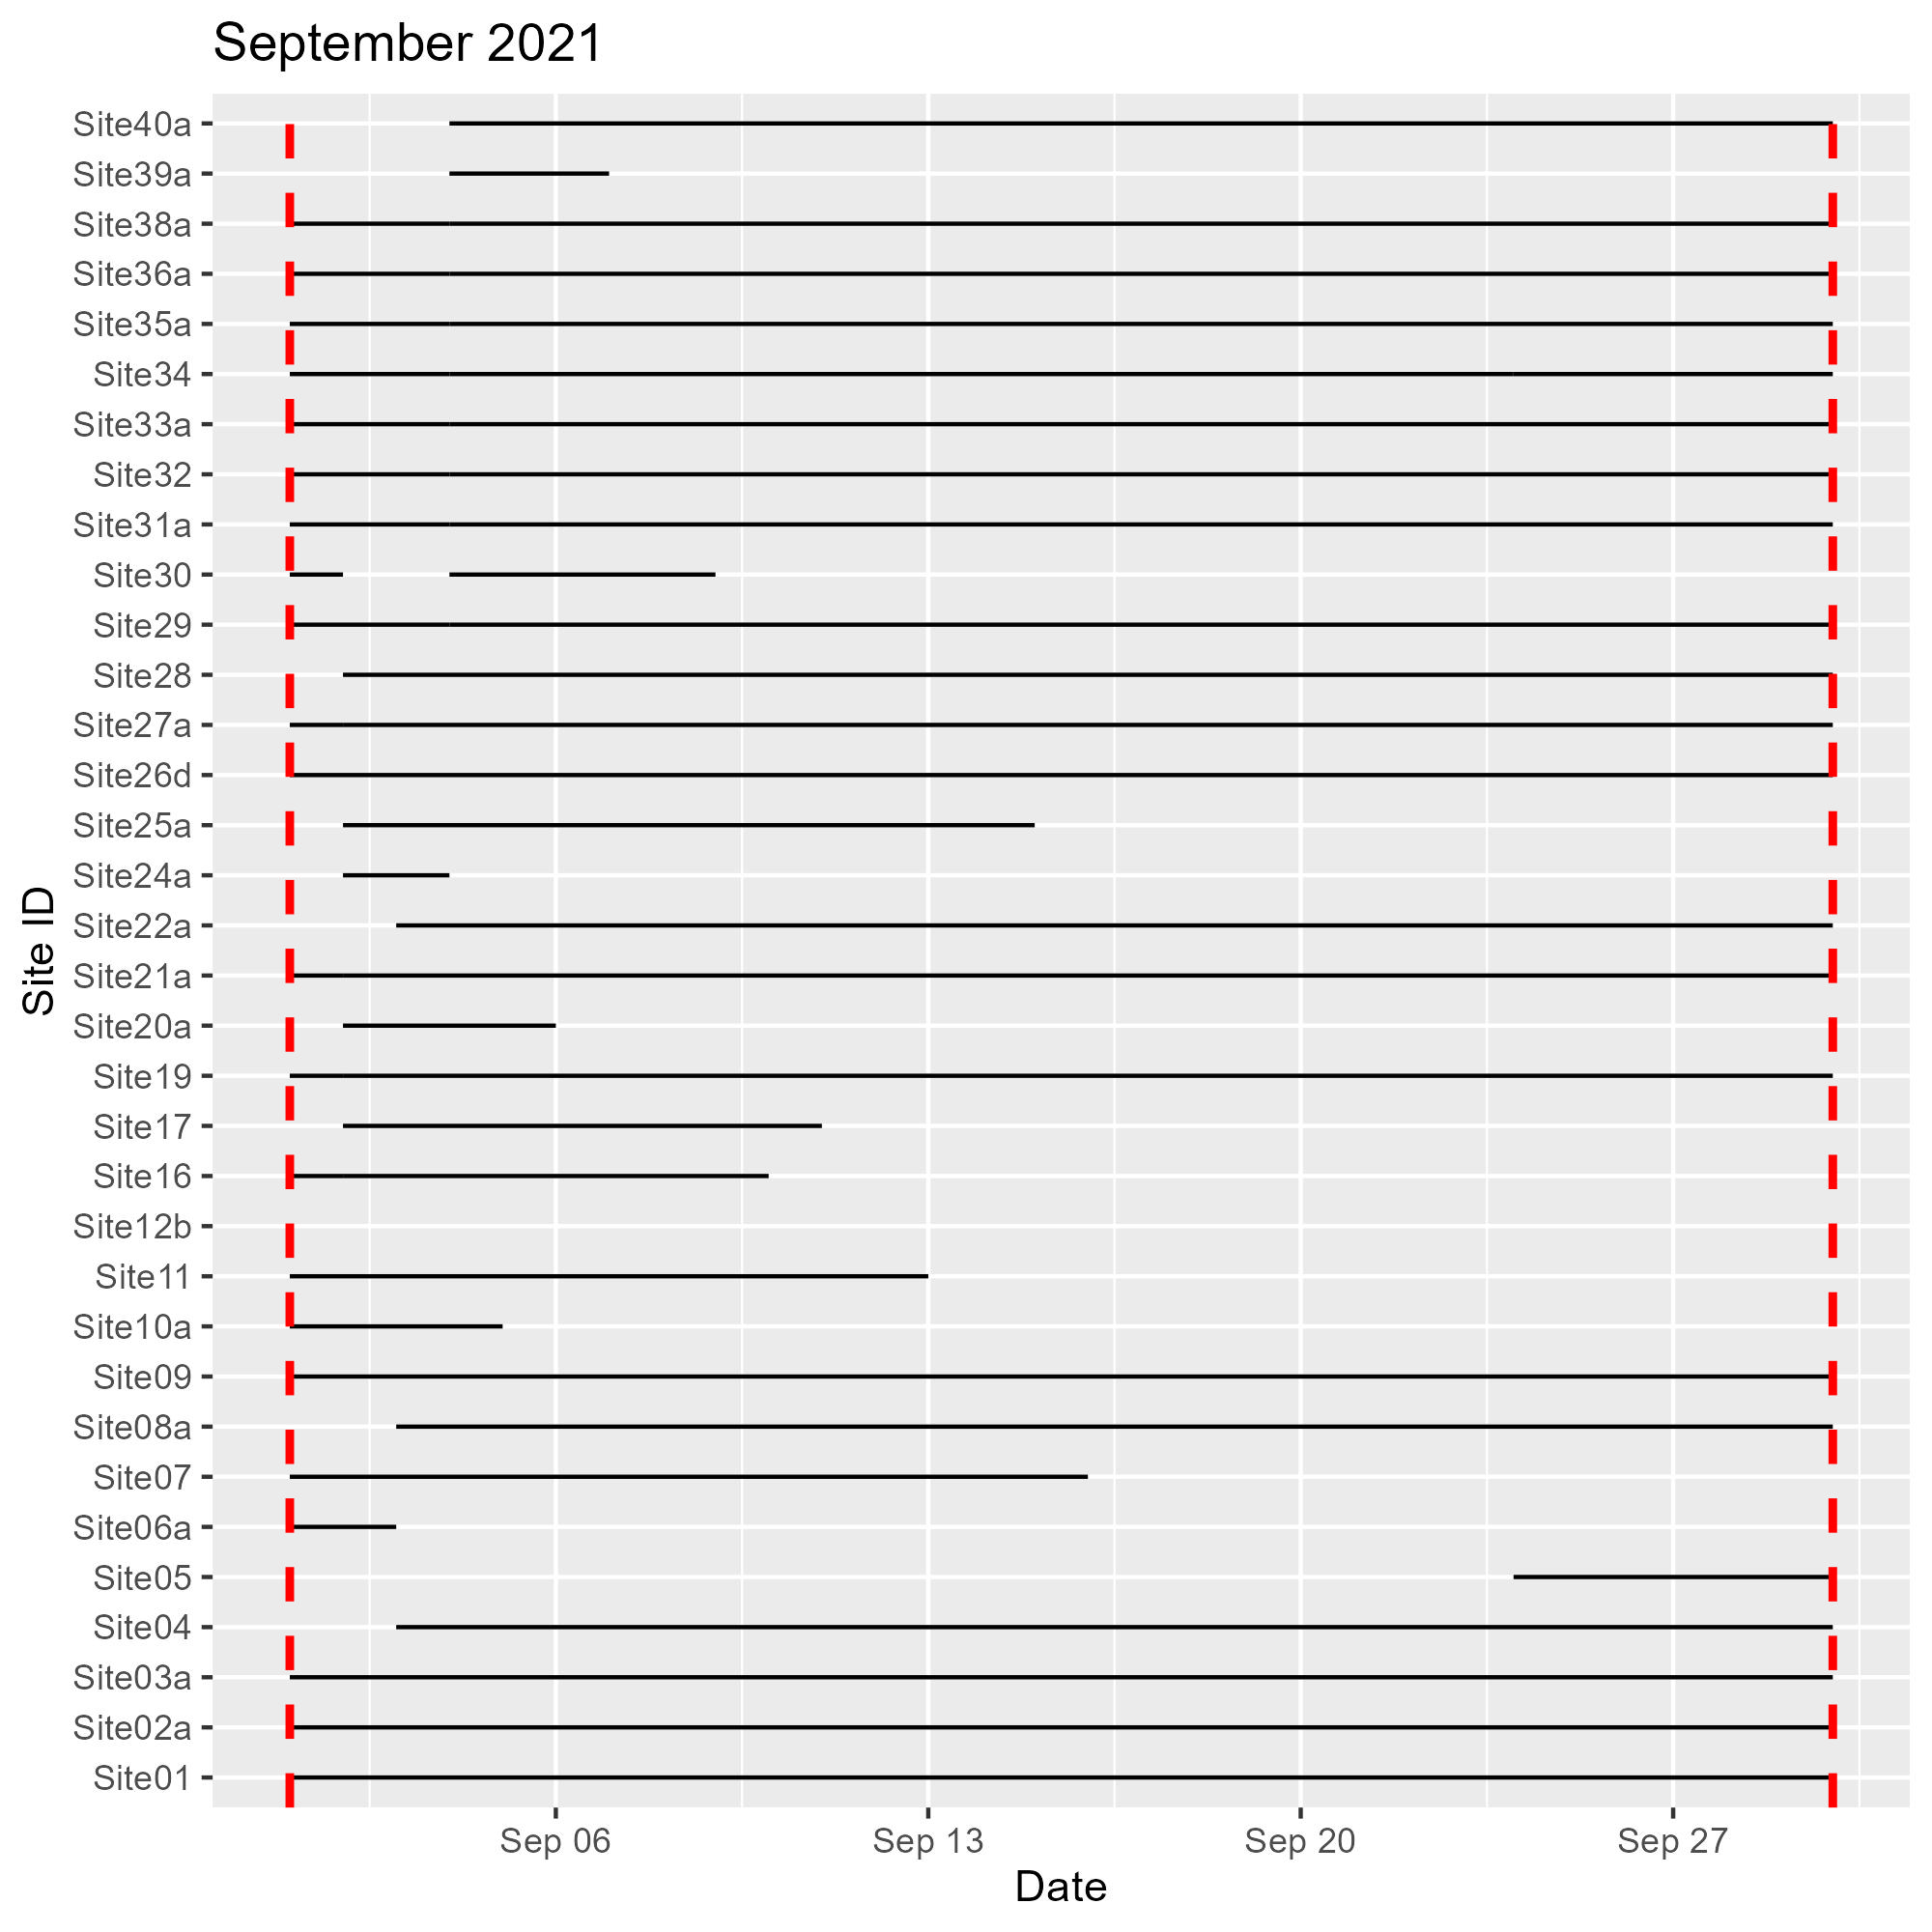 September 2021
Site40a
Site39a
Site38a
Site36a
Site35a
Site34
Site33a
Site32
Site31a
Site30
Site29
Site28
Site27a
Site26d
Site25a
Site24a
Site22a
Site21a
Site20a
Site19
Site17
Site16
Site12b
Site11
Site10a
Site09
Site08a
Site07
Site06a
Site05
Site04
Site03a
Site02a
Site01
Site ID
Sep 06 Sep 13 Sep 20 Sep 27
Date